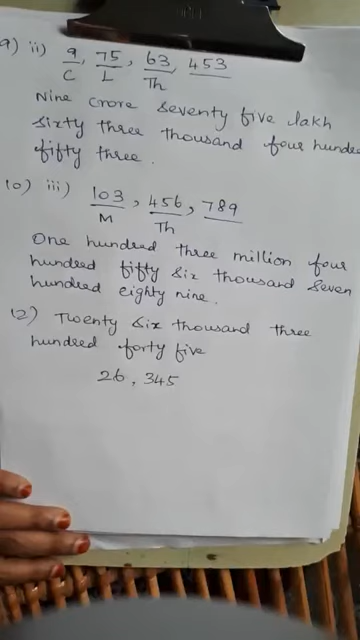 9) ii) 9, 75, 63, 453
C L Th
Nine crore seventy five lakh
sixty three thousand four hundred
fifty three.
10) iii) 103, 456, 789
M Th
One hundred three million four
hundred fifty six thousand seven
hundred eighty nine.
12) Twenty six thousand three
hundred forty five
26, 345